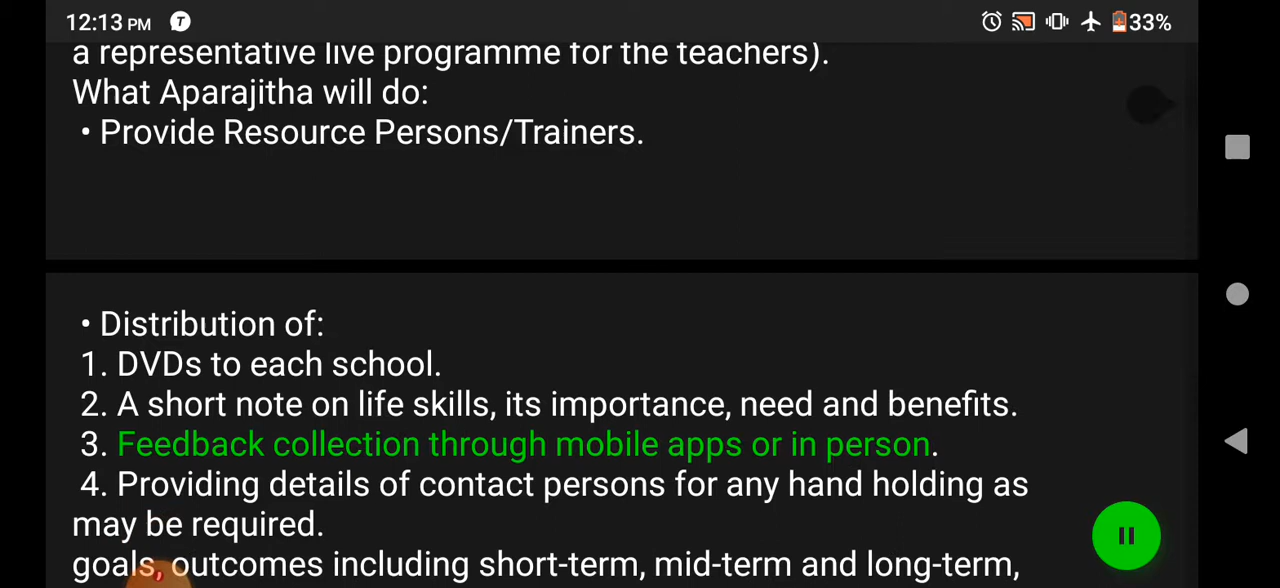 12:13 PM
33%
a representative live programme for the teachers).
What Aparajitha will do:
• Provide Resource Persons/Trainers.
• Distribution of:
1. DVDs to each school.
2. A short note on life skills, its importance, need and benefits.
3. Feedback collection through mobile apps or in person.
4. Providing details of contact persons for any hand holding as
may be required.
goals, outcomes including short-term, mid-term and long-term,